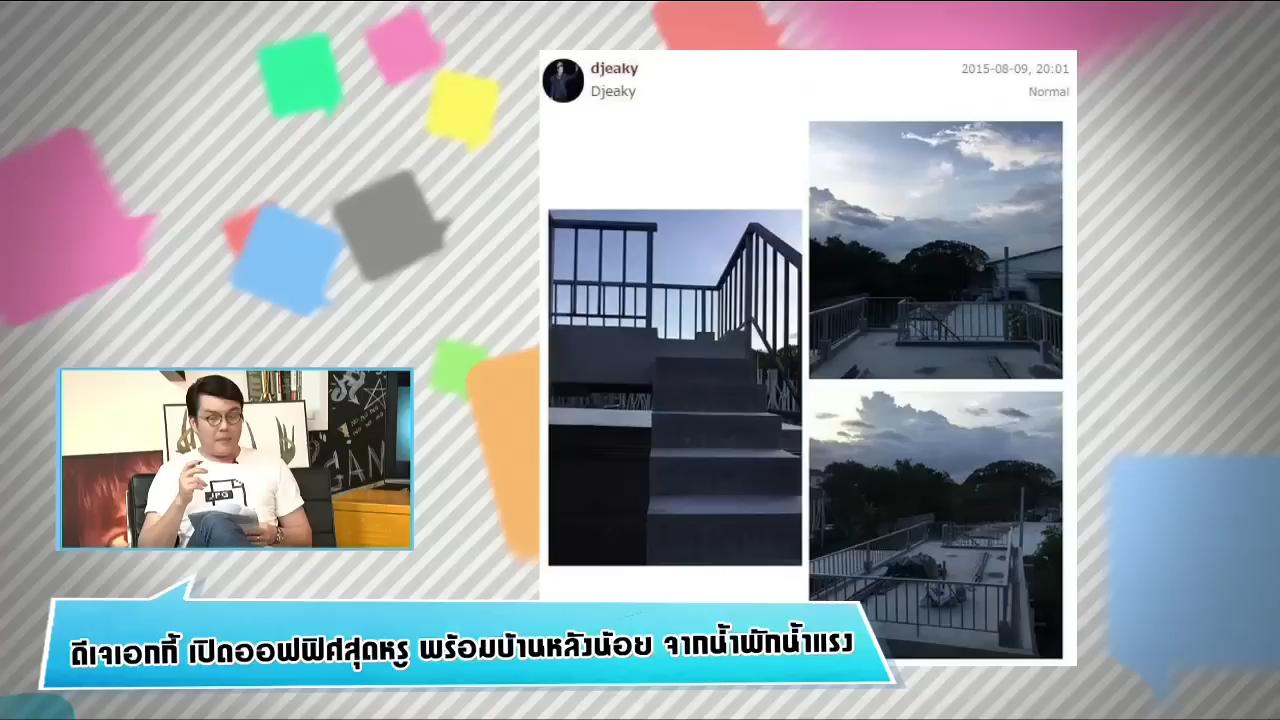 djeaky
Djeaky
2015-08-09, 20:01
Normal
JPG
ดีเจเอกกี้ เปิดออฟฟิศสุดหรู พร้อมบ้านหลังน้อย จากน้ำพักน้ำแรง